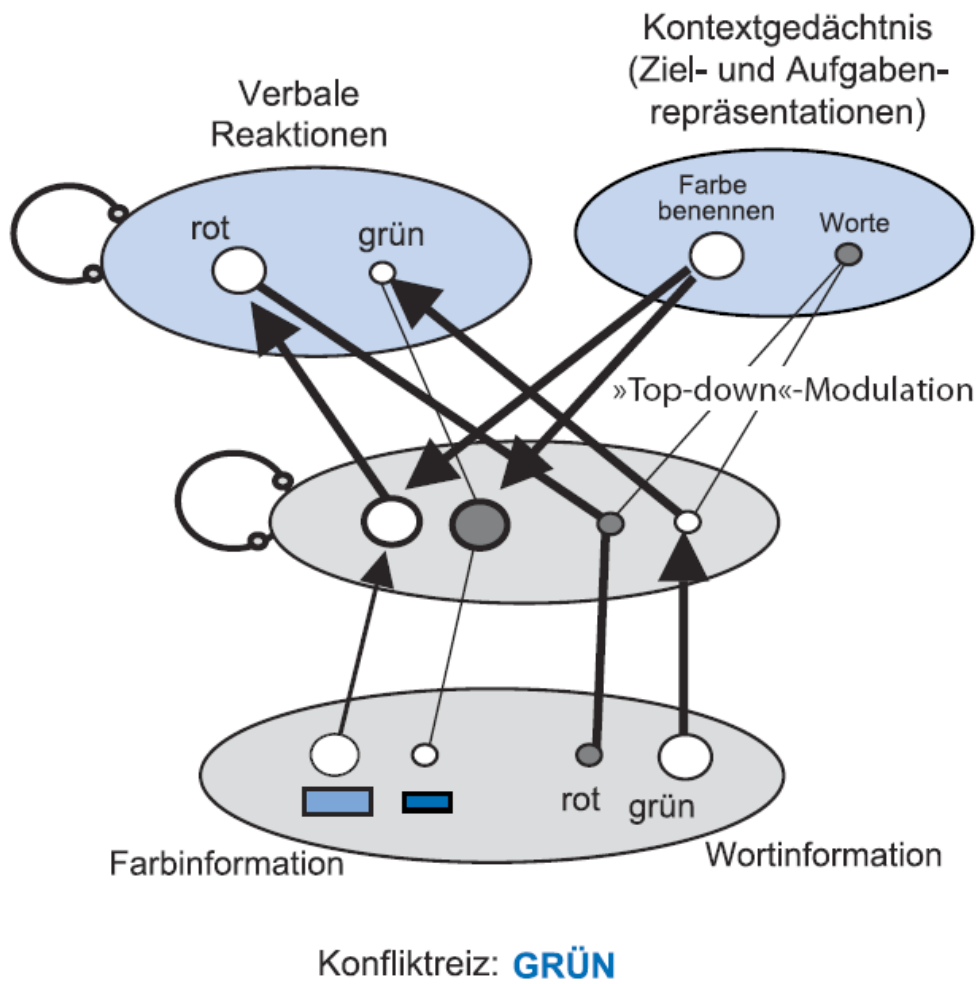 Kontextgedächtnis
(Ziel- und Aufgaben-
repräsentationen)
Verbale
Reaktionen
rot
grün
Farbe
benennen
Worte
»Top-down«-Modulation
rot
grün
Farbinformation
Wortinformation
Konfliktreiz: GRÜN